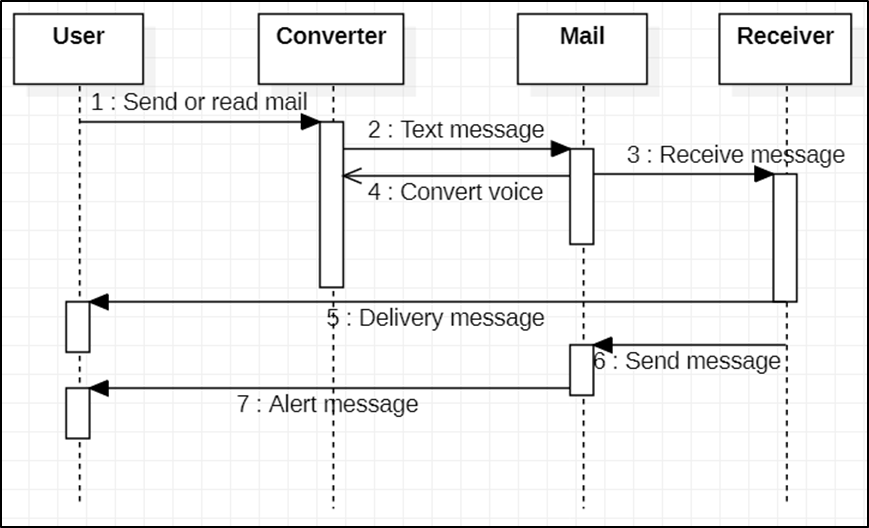 User
Converter
Mail
Receiver
1 : Send or read mail
2 : Text message
3 : Receive message
4 : Convert voice
5 : Delivery message
6 : Send message
7 : Alert message